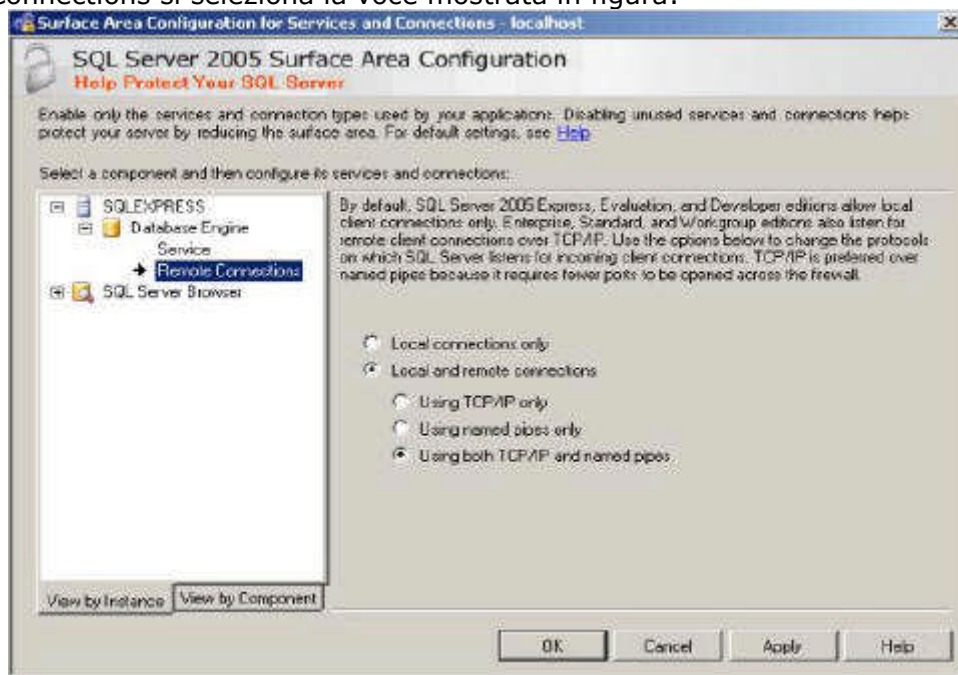 connections si seleziona la voce mostrata in figura:
Surface Area Configuration for Services and Connections - localhost
SQL Server 2005 Surface Area Configuration
Help Protect Your SQL Server
Enable only the services and connection types used by your applications. Disabling unused services and connections helps
protect your server by reducing the surface area. For default settings, see Help
Select a component and then configure its services and connections:
SQLEXPRESS
Database Engine
Service
Remote Connections
SQL Server Browser
By default, SQL Server 2005 Express, Evaluation, and Developer editions allow local
client connections only. Enterprise, Standard, and Workgroup editions also listen for
remote client connections over TCP/IP. Use the options below to change the protocols
on which SQL Server listens for incoming client connections. TCP/IP is preferred over
named pipes because it requires fewer ports to be opened across the firewall.
Local connections only
Local and remote connections
Using TCP/IP only
Using named pipes only
Using both TCP/IP and named pipes
View by Instance View by Component
OK Cancel Apply Help